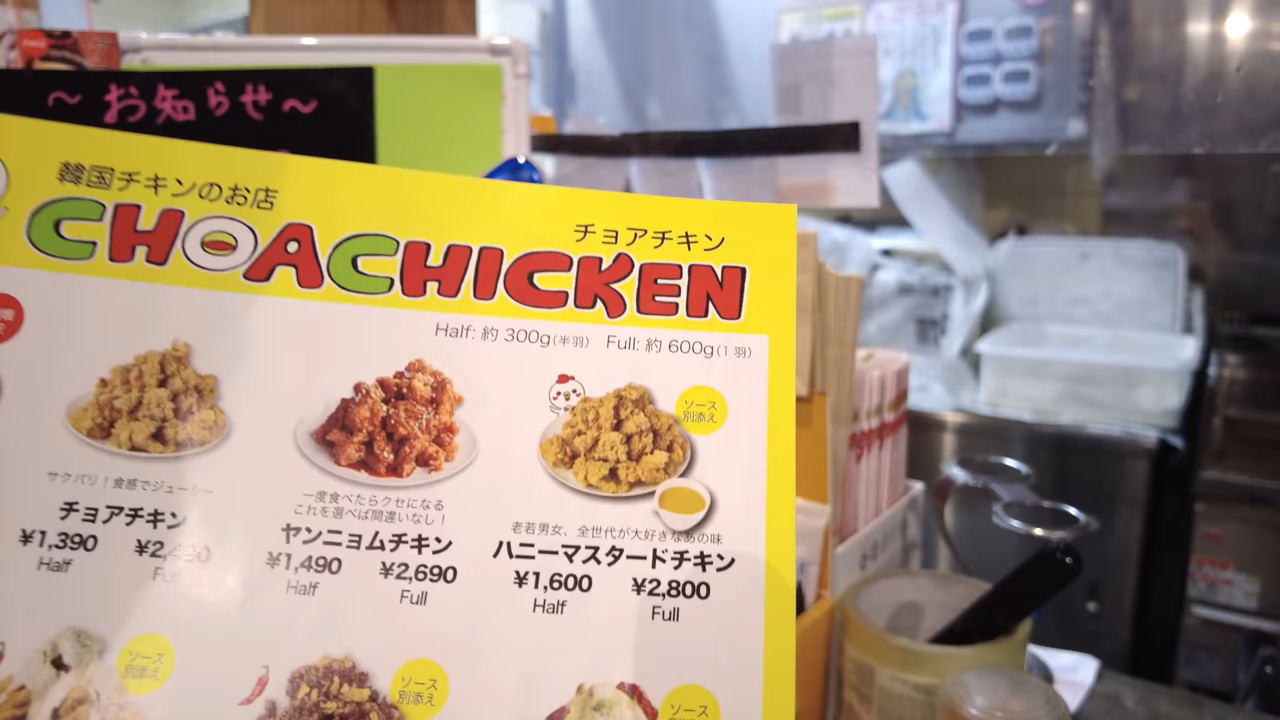 〜お知らせ〜
韓国チキンのお店
CHOACHICKEN
チョアチキン
Half: 約 300g(半羽) Full: 約 600g(1 羽)
ソース
別添え
サクパリ！食感でジューシー
チョアチキン
¥1,390
Half
一度食べたらクセになる
これを選べば間違いなし！
ヤンニョムチキン
¥1,490 ¥2,690
Half Full
老若男女、全世代が大好きなあの味
ハニーマスタードチキン
¥1,600 ¥2,800
Half Full
ソース
別添え
ソース
別添え
ソース